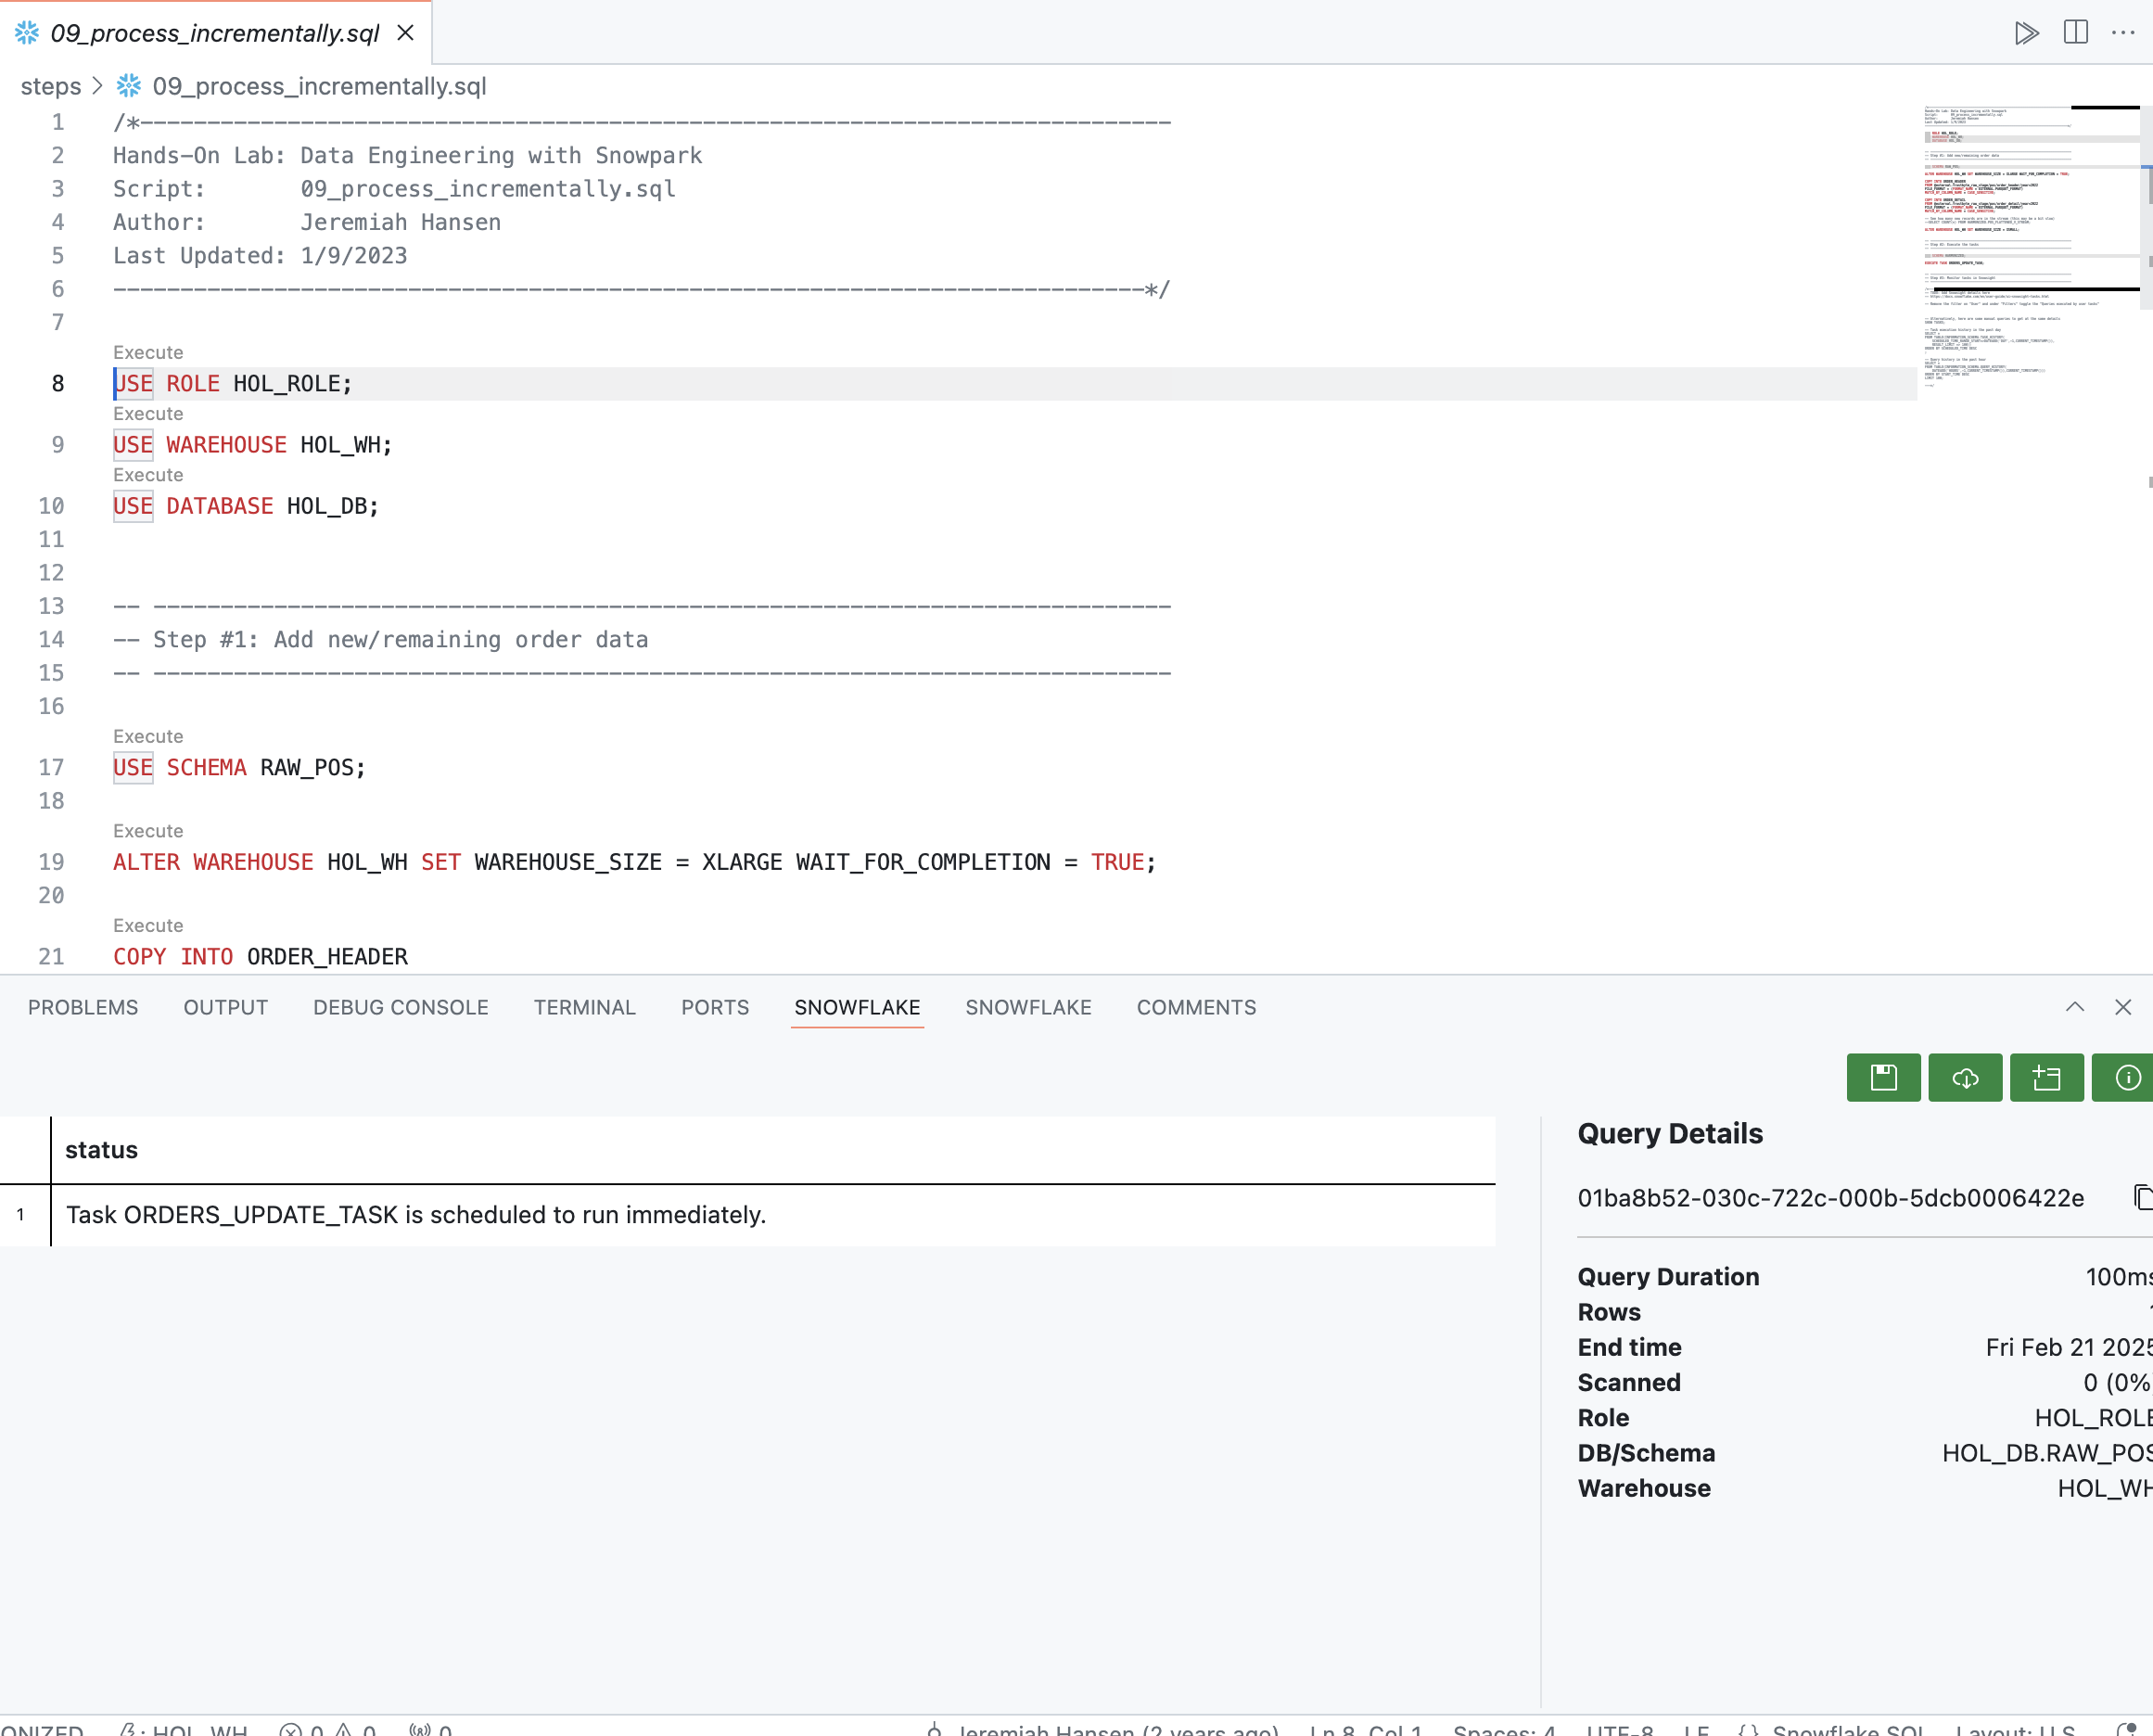 09_process_incrementally.sql
steps > 09_process_incrementally.sql
1 /*-----------------------------------------------------------------------------
2 Hands-On Lab: Data Engineering with Snowpark
3 Script:       09_process_incrementally.sql
4 Author:       Jeremiah Hansen
5 Last Updated: 1/9/2023
6 -----------------------------------------------------------------------------*/
7
Execute
8 USE ROLE HOL_ROLE;
Execute
9 USE WAREHOUSE HOL_WH;
Execute
10 USE DATABASE HOL_DB;
11
12
13 -- ----------------------------------------------------------------------------
14 -- Step #1: Add new/remaining order data
15 -- ----------------------------------------------------------------------------
16
Execute
17 USE SCHEMA RAW_POS;
18
Execute
19 ALTER WAREHOUSE HOL_WH SET WAREHOUSE_SIZE = XLARGE WAIT_FOR_COMPLETION = TRUE;
20
Execute
21 COPY INTO ORDER_HEADER
PROBLEMS OUTPUT DEBUG CONSOLE TERMINAL PORTS SNOWFLAKE SNOWFLAKE COMMENTS
status
1 Task ORDERS_UPDATE_TASK is scheduled to run immediately.
Query Details
01ba8b52-030c-722c-000b-5dcb0006422e
Query Duration 100ms
Rows 1
End time Fri Feb 21 2025
Scanned 0 (0%)
Role HOL_ROLE
DB/Schema HOL_DB.RAW_POS
Warehouse HOL_WH
ONIZED : HOL_WH 0 0 0 Jeremiah Hansen (2 years ago) Ln 8, Col 1 Spaces: 4 UTF-8 LF {} Snowflake SQL Layout: U.S.